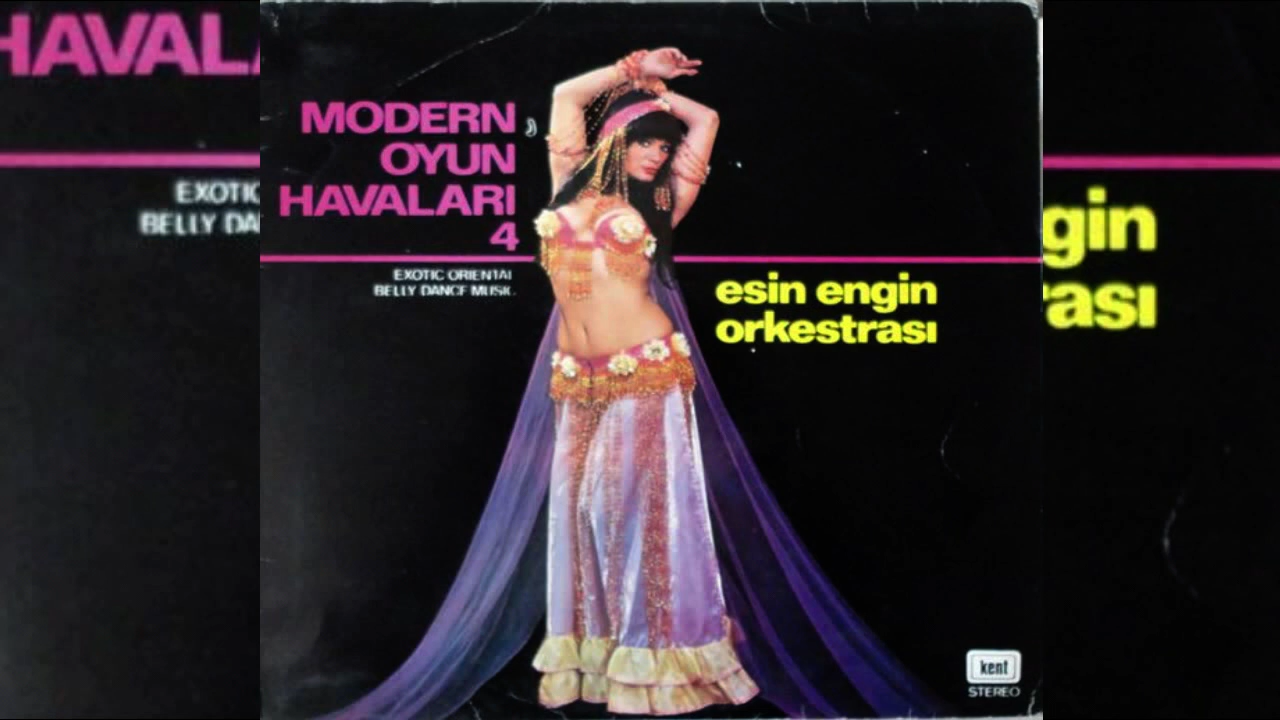 MODERN
OYUN
HAVALARI
4
EXOTIC ORIENTAL
BELLY DANCE MUSIC
esin engin
orkestrası
kent
STEREO
HAVAL
EXOTIC
BELLY DA
gin
rası